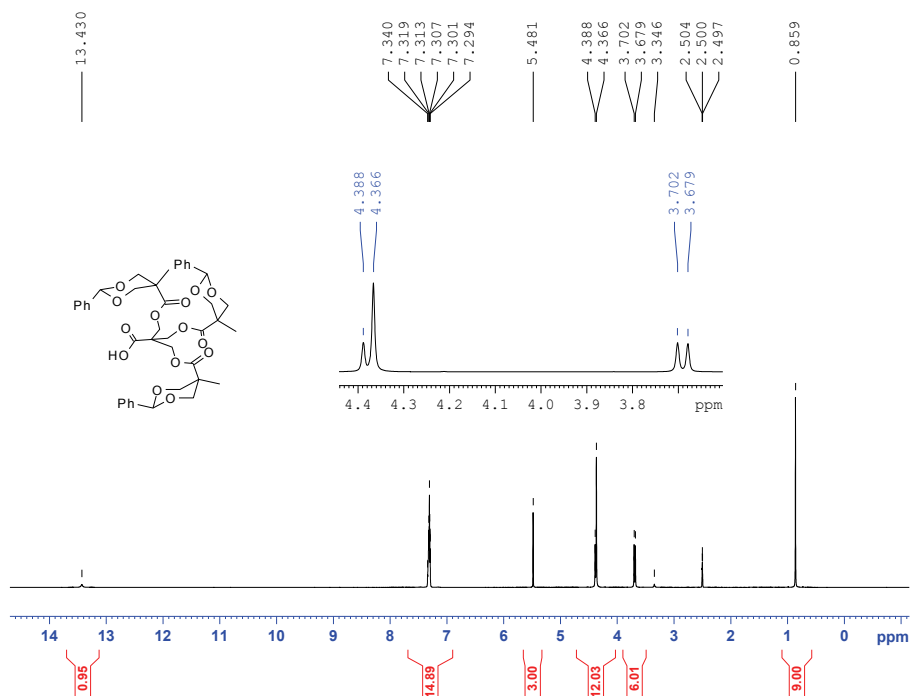 13.430
7.340
7.319
7.313
7.307
7.301
7.294
5.481
4.388
4.366
3.702
3.679
3.346
2.504
2.500
2.497
0.859
4.388
4.366
3.702
3.679
Ph
O
O
Ph
O
O
O
O
O
O
O
HO
O
O
O
O
O
Ph
O
4.4 4.3 4.2 4.1 4.0 3.9 3.8 ppm
14 13 12 11 10 9 8 7 6 5 4 3 2 1 0 ppm
0.95
14.89
3.00
12.03
6.01
9.00